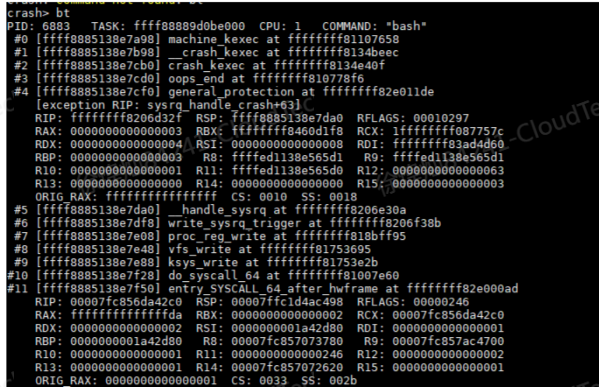 crash> bt
PID: 6883 TASK: ffff88889d0be000 CPU: 1 COMMAND: "bash"
#0 [ffff8885138e7a98] machine_kexec at ffffffff81107658
#1 [ffff8885138e7b98] __crash_kexec at ffffffff8134beec
#2 [ffff8885138e7cb0] crash_kexec at ffffffff8134e40f
#3 [ffff8885138e7cd0] oops_end at ffffffff810778f6
#4 [ffff8885138e7cf0] general_protection at ffffffff82e011de
[exception RIP: sysrq_handle_crash+63]
RIP: ffffffff8206d32f RSP: ffff8885138e7da0 RFLAGS: 00010297
RAX: 0000000000000003 RBX: ffffffff8460d1f8 RCX: 1ffffffff087757c
RDX: 0000000000000004 RSI: 0000000000000008 RDI: ffffffff83ad4d60
RBP: 0000000000000003 R8: ffffed1138e565d1 R9: ffffed1138e565d1
R10: 0000000000000001 R11: ffffed1138e565d0 R12: 0000000000000063
R13: 0000000000000000 R14: 0000000000000007 R15: 0000000000000003
ORIG_RAX: ffffffffffffffff CS: 0010 SS: 0018
#5 [ffff8885138e7da0] __handle_sysrq at ffffffff8206e30a
#6 [ffff8885138e7df8] write_sysrq_trigger at ffffffff8206f38b
#7 [ffff8885138e7e08] proc_reg_write at ffffffff818bff95
#8 [ffff8885138e7e48] vfs_write at ffffffff81753695
#9 [ffff8885138e7e88] ksys_write at ffffffff81753e2b
#10 [ffff8885138e7f28] do_syscall_64 at ffffffff81007e60
#11 [ffff8885138e7f50] entry_SYSCALL_64_after_hwframe at ffffffff82e000ad
RIP: 00007fc856da42c0 RSP: 00007ffc1d4ac498 RFLAGS: 00000246
RAX: ffffffffffffffda RBX: 0000000000000002 RCX: 00007fc856da42c0
RDX: 0000000000000002 RSI: 0000000001a42d80 RDI: 0000000000000001
RBP: 0000000001a42d80 R8: 00007fc857073780 R9: 00007fc857ac4700
R10: 0000000000000001 R11: 0000000000000246 R12: 0000000000000002
R13: 0000000000000001 R14: 00007fc857072620 R15: 0000000000000001
ORIG_RAX: 0000000000000001 CS: 0033 SS: 002b